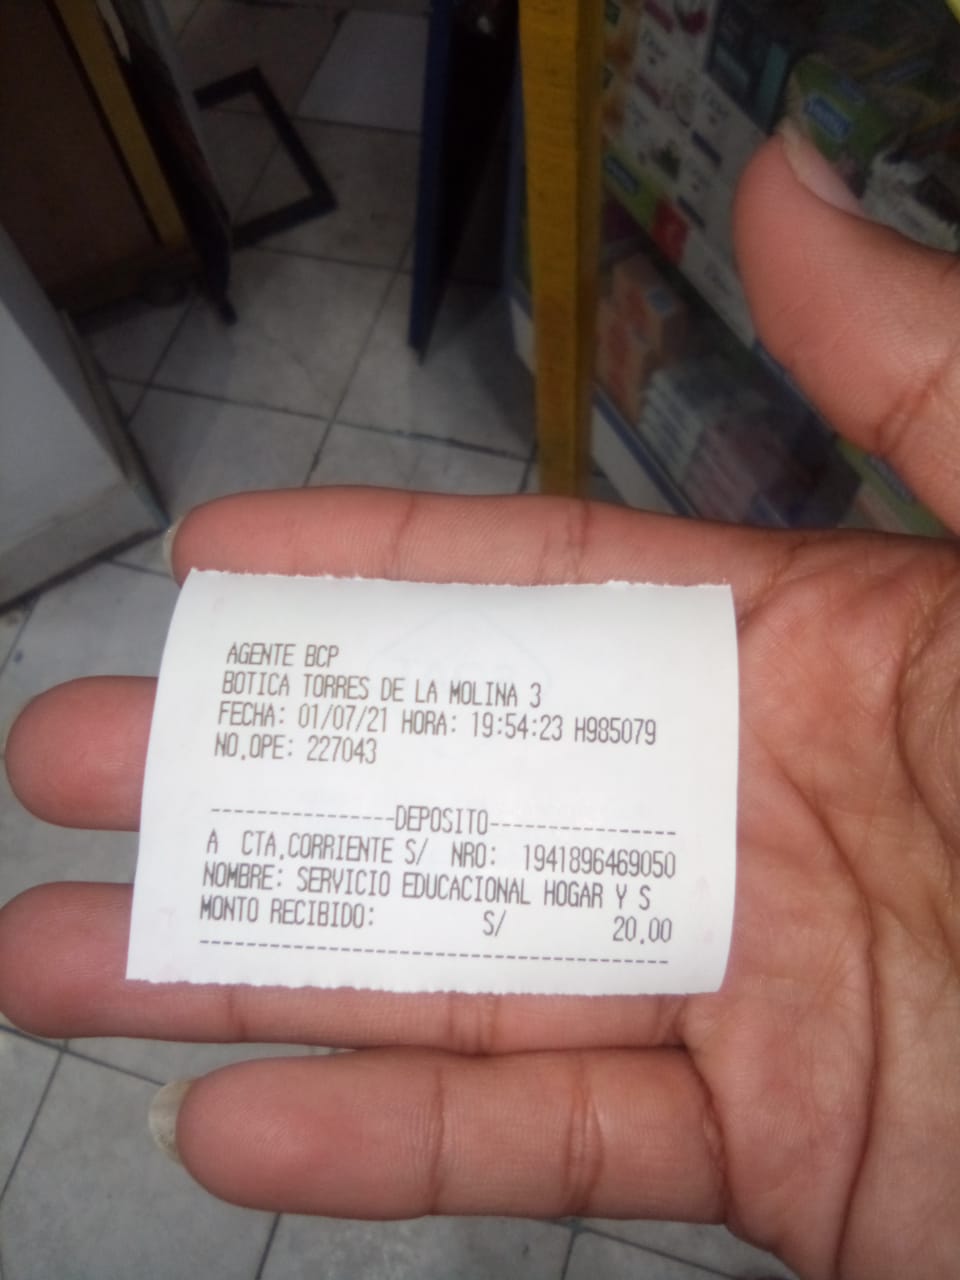 AGENTE BCP
BOTICA TORRES DE LA MOLINA 3
FECHA: 01/07/21 HORA: 19:54:23 H985079
NO.OPE: 227043
----------------DEPOSITO----------------
A CTA.CORRIENTE S/ NRO: 1941896469050
NOMBRE: SERVICIO EDUCACIONAL HOGAR Y S
MONTO RECIBIDO: S/ 20.00
----------------------------------------